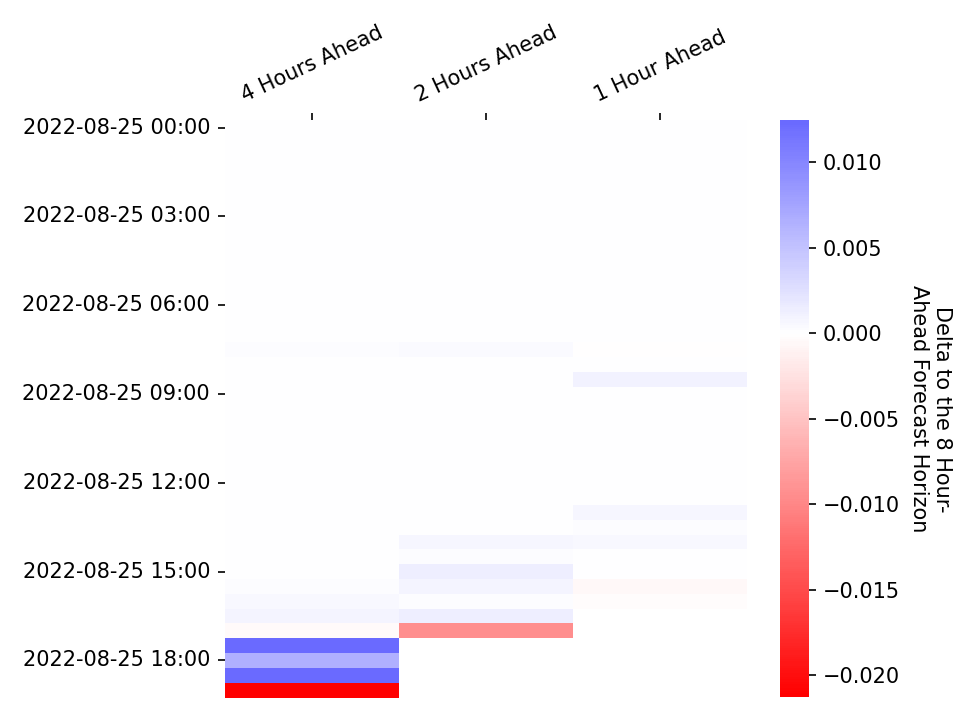 4 Hours Ahead
2 Hours Ahead
1 Hour Ahead
2022-08-25 00:00
2022-08-25 03:00
2022-08-25 06:00
2022-08-25 09:00
2022-08-25 12:00
2022-08-25 15:00
2022-08-25 18:00
0.010
0.005
0.000
−0.005
−0.010
−0.015
−0.020
Delta to the 8 Hour-
Ahead Forecast Horizon